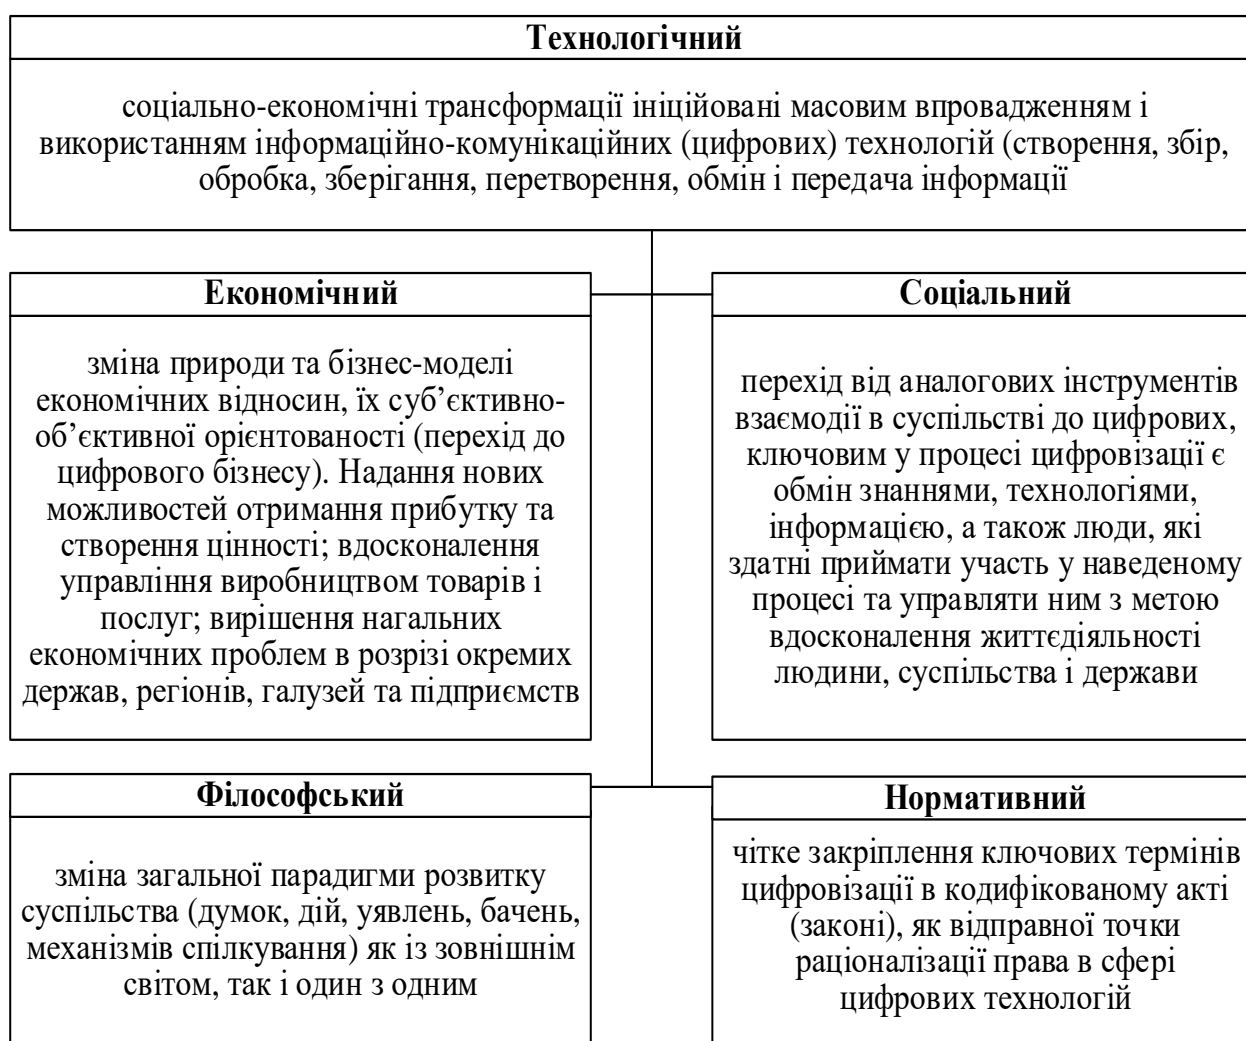 Технологічний
соціально-економічні трансформації ініційовані масовим впровадженням і
використанням інформаційно-комунікаційних (цифрових) технологій (створення, збір,
обробка, зберігання, перетворення, обмін і передача інформації
Економічний
зміна природи та бізнес-моделі
економічних відносин, їх суб’єктивно-
об’єктивної орієнтованості (перехід до
цифрового бізнесу). Надання нових
можливостей отримання прибутку та
створення цінності; вдосконалення
управління виробництвом товарів і
послуг; вирішення нагальних
економічних проблем в розрізі окремих
держав, регіонів, галузей та підприємств
Соціальний
перехід від аналогових інструментів
взаємодії в суспільстві до цифрових,
ключовим у процесі цифровізації є
обмін знаннями, технологіями,
інформацією, а також люди, які
здатні приймати участь у наведеному
процесі та управляти ним з метою
вдосконалення життєдіяльності
людини, суспільства і держави
Філософський
зміна загальної парадигми розвитку
суспільства (думок, дій, уявлень, бачень,
механізмів спілкування) як із зовнішнім
світом, так і один з одним
Нормативний
чітке закріплення ключових термінів
цифровізації в кодифікованому акті
(законі), як відправної точки
раціоналізації права в сфері
цифрових технологій